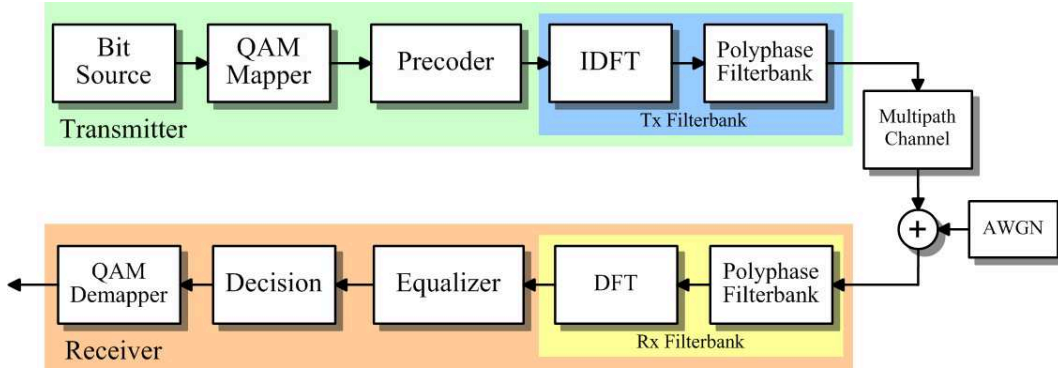 Bit
Source
QAM
Mapper
Precoder
IDFT
Polyphase
Filterbank
Transmitter
Tx Filterbank
Multipath
Channel
+
AWGN
QAM
Demapper
Decision
Equalizer
DFT
Polyphase
Filterbank
Receiver
Rx Filterbank